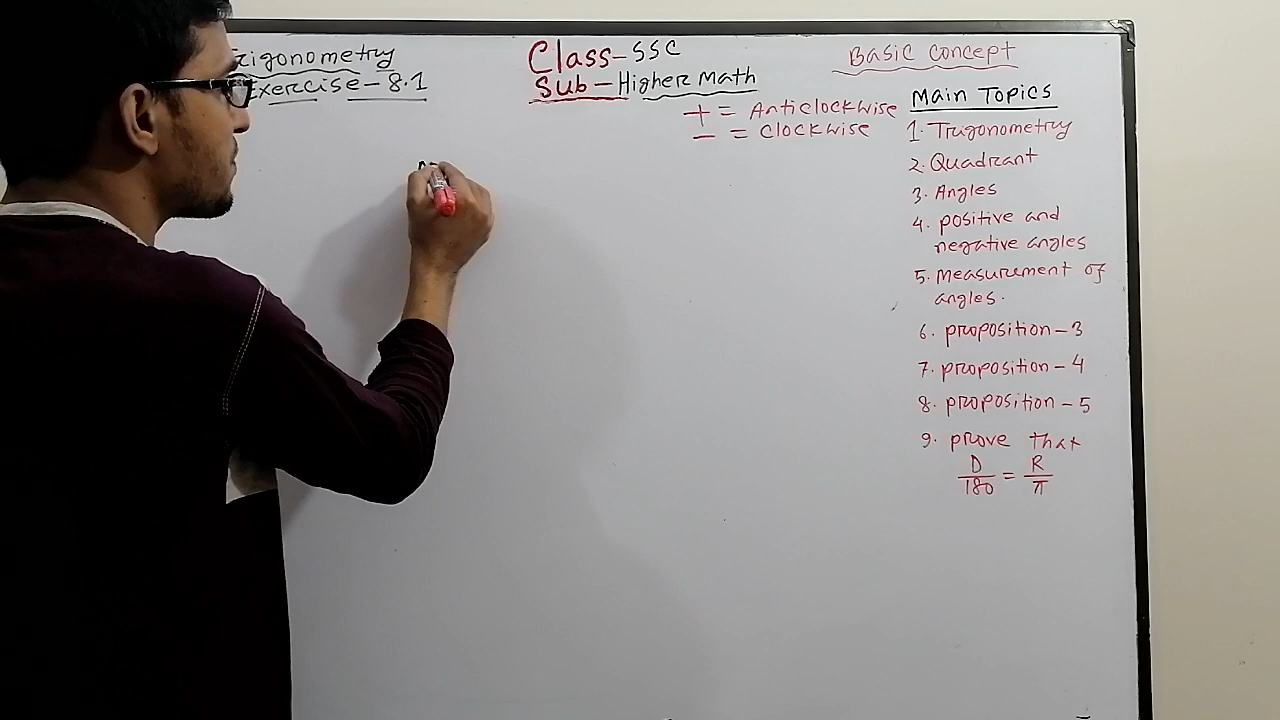 Trigonometry
Exercise - 8.1
Class - SSC
Sub - Higher Math
Basic Concept
+ = Anticlockwise
- = Clockwise
Main Topics
1. Trigonometry
2. Quadrant
3. Angles
4. positive and
negative angles
5. Measurement of
angles.
6. proposition - 3
7. proposition - 4
8. proposition - 5
9. prove that
D/180 = R/π